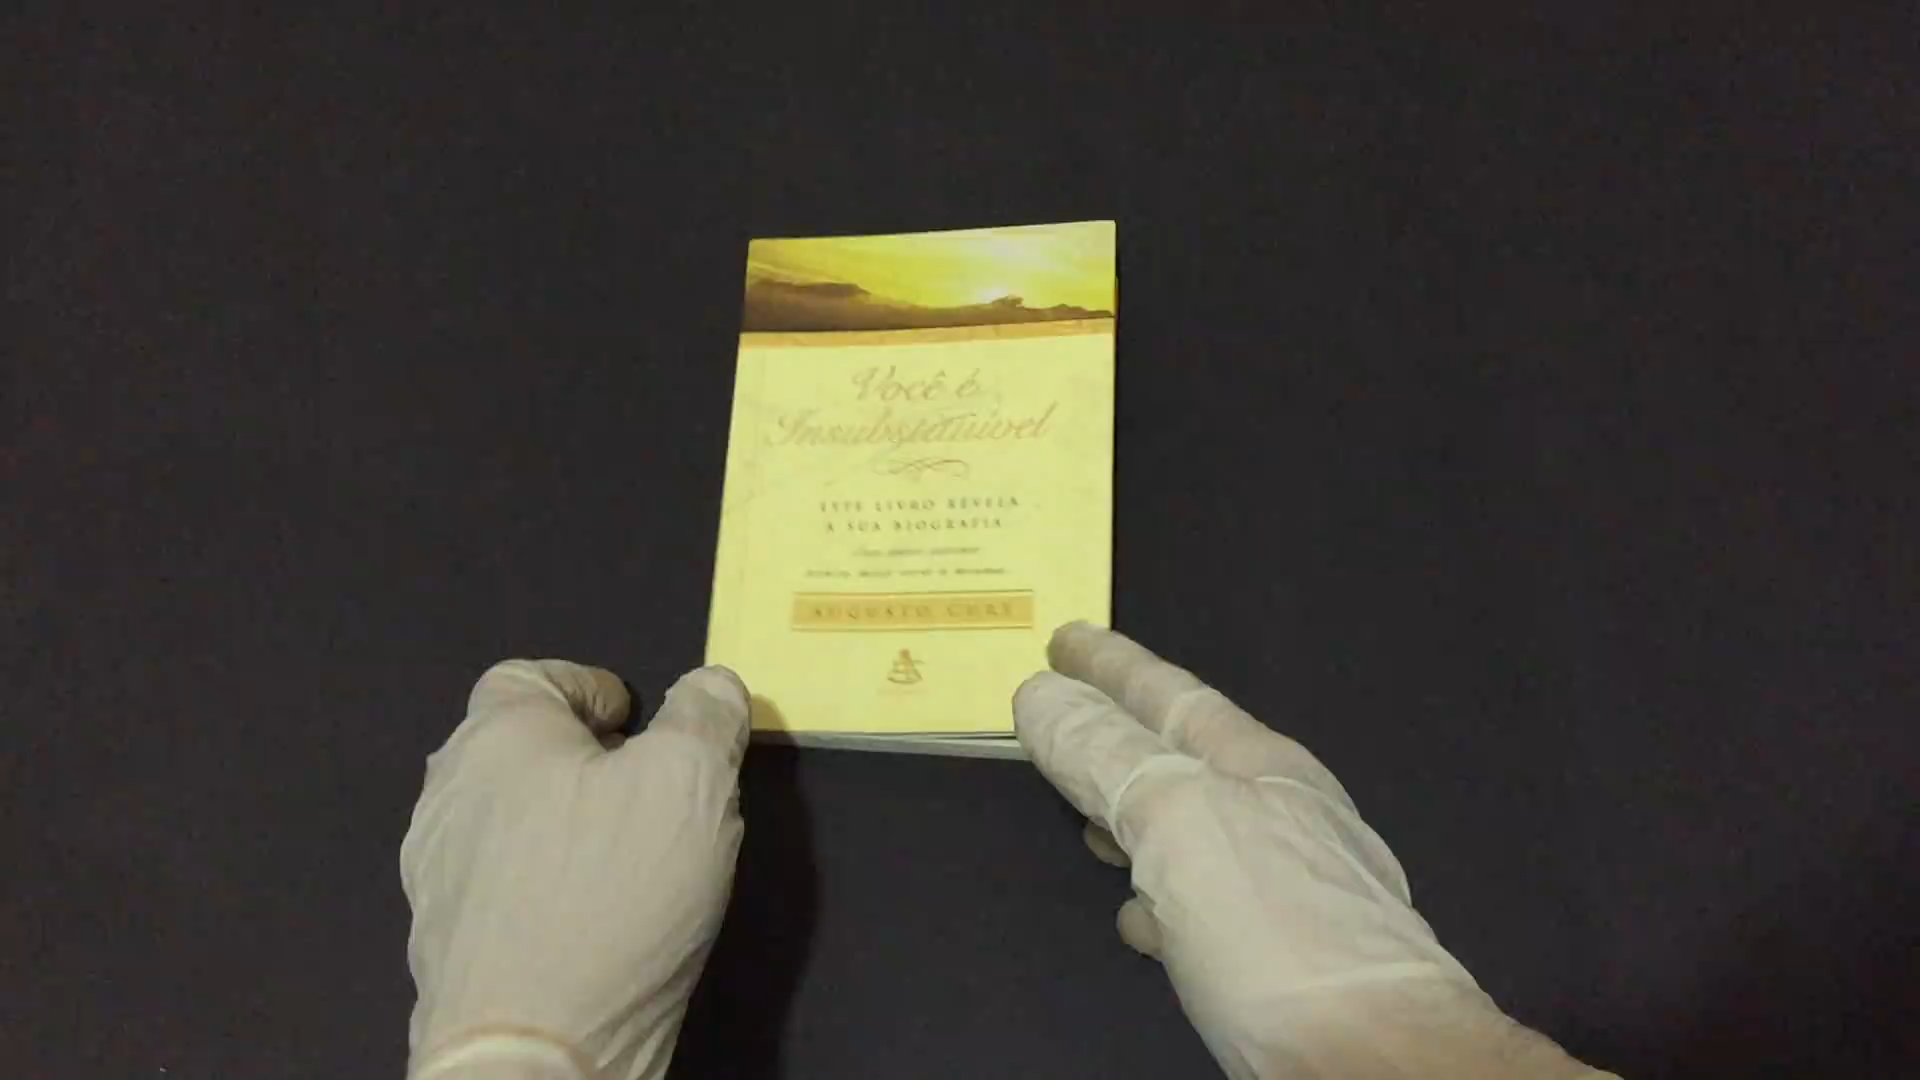 Você é
Insubstituível
ESTE LIVRO REVELA
A SUA BIOGRAFIA
AUGUSTO CURY